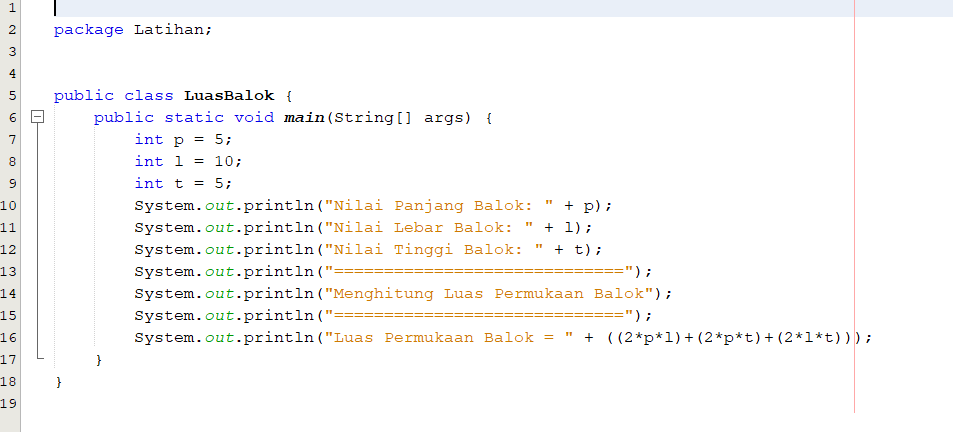 1
2 package Latihan;
3
4
5 public class LuasBalok {
6     public static void main(String[] args) {
7         int p = 5;
8         int l = 10;
9         int t = 5;
10         System.out.println("Nilai Panjang Balok: " + p);
11         System.out.println("Nilai Lebar Balok: " + l);
12         System.out.println("Nilai Tinggi Balok: " + t);
13         System.out.println("=============================");
14         System.out.println("Menghitung Luas Permukaan Balok");
15         System.out.println("=============================");
16         System.out.println("Luas Permukaan Balok = " + ((2*p*l)+(2*p*t)+(2*l*t)));
17     }
18 }
19